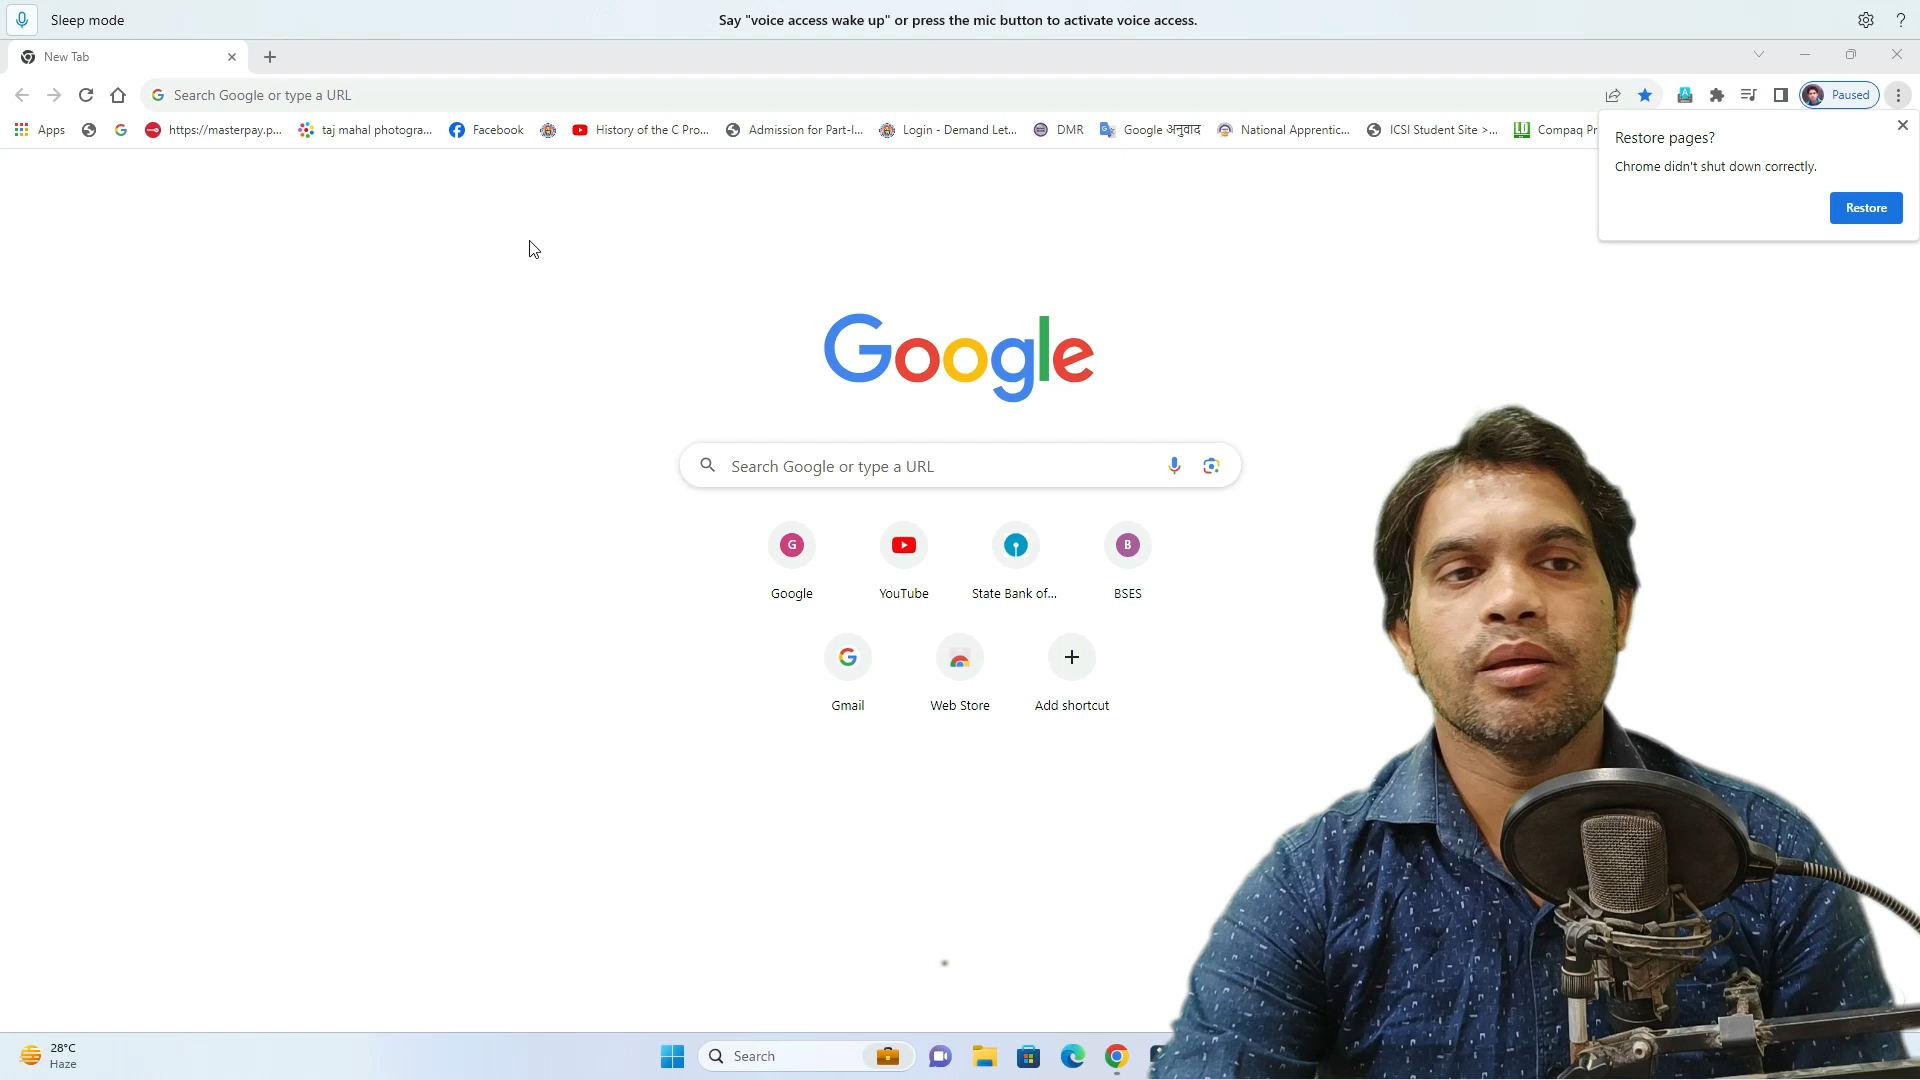 Sleep mode
Say "voice access wake up" or press the mic button to activate voice access.
?
New Tab
Search Google or type a URL
Paused
Apps
https://masterpay.p...
taj mahal photogra...
Facebook
History of the C Pro...
Admission for Part-I...
Login - Demand Let...
DMR
Google अनुवाद
National Apprentic...
ICSI Student Site >...
Compaq Pr
Restore pages?
Chrome didn't shut down correctly.
Restore
Google
Search Google or type a URL
G
B
Google
YouTube
State Bank of...
BSES
Gmail
Web Store
Add shortcut
28°C
Haze
Search